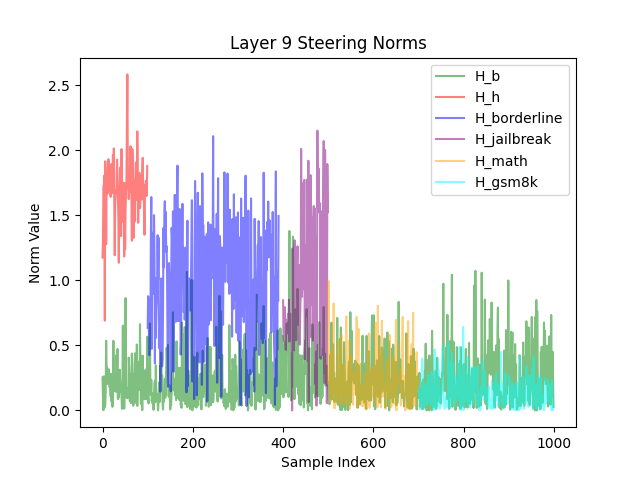 Layer 9 Steering Norms
Norm Value
2.5
2.0
1.5
1.0
0.5
0.0
H_b
H_h
H_borderline
H_jailbreak
H_math
H_gsm8k
0 200 400 600 800 1000
Sample Index